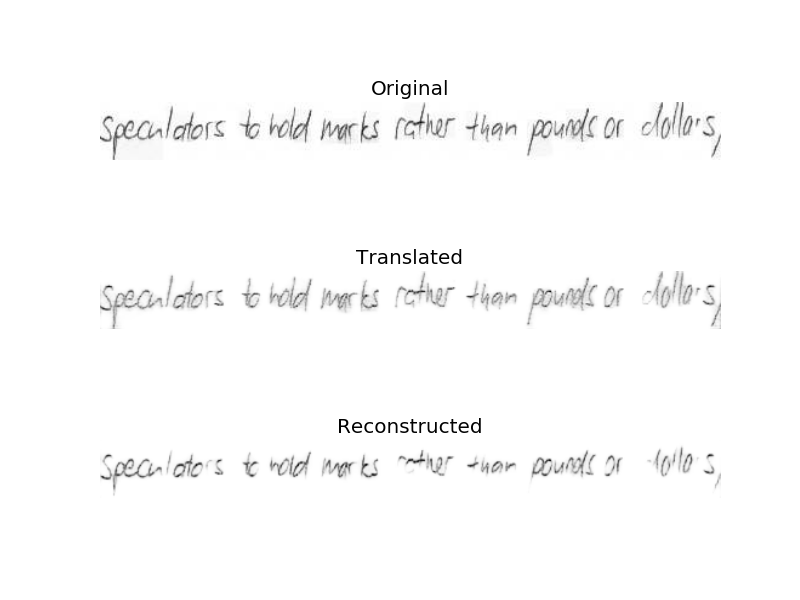 Original
Speculators to hold marks rather than pounds or dollars,
Translated
Speculators to hold marks rather than pounds or dollars,
Reconstructed
Speculators to hold marks rather than pounds or dollars,